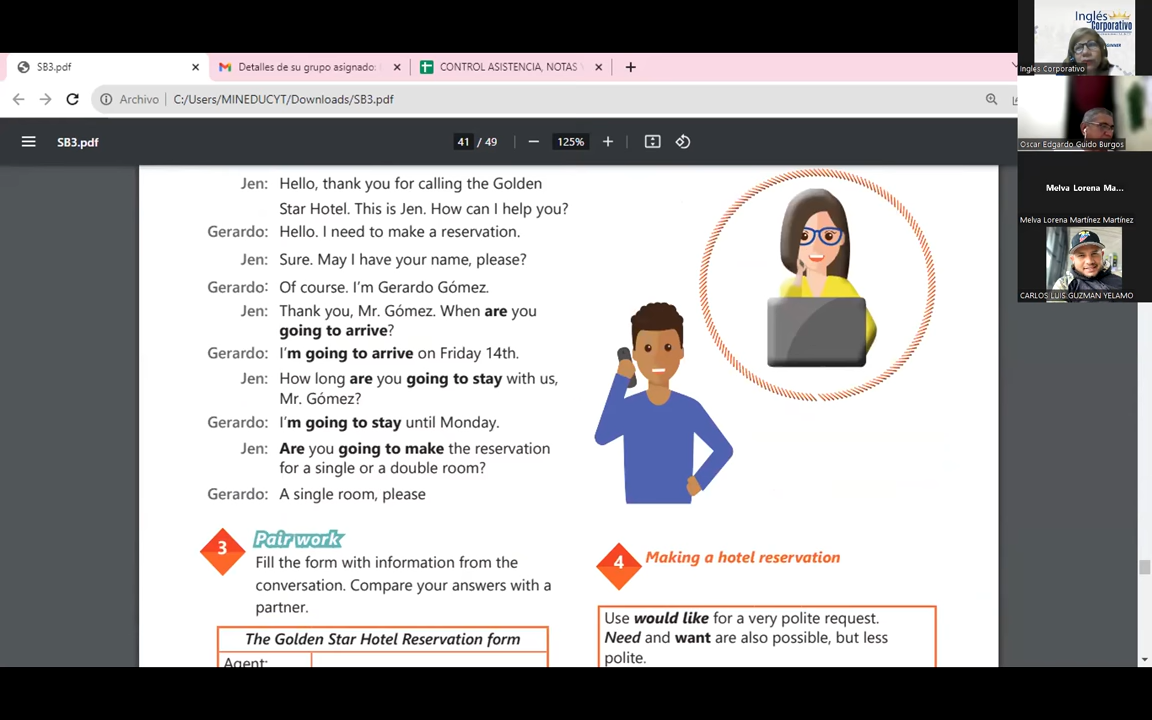 SB3.pdf
Detalles de su grupo asignado:
CONTROL ASISTENCIA, NOTAS
Archivo
C:/Users/MINEDUCYT/Downloads/SB3.pdf
SB3.pdf
41 / 49
125%
Jen: Hello, thank you for calling the Golden
Star Hotel. This is Jen. How can I help you?
Gerardo: Hello. I need to make a reservation.
Jen: Sure. May I have your name, please?
Gerardo: Of course. I'm Gerardo Gómez.
Jen: Thank you, Mr. Gómez. When are you
going to arrive?
Gerardo: I'm going to arrive on Friday 14th.
Jen: How long are you going to stay with us,
Mr. Gómez?
Gerardo: I'm going to stay until Monday.
Jen: Are you going to make the reservation
for a single or a double room?
Gerardo: A single room, please
3 Pair work
Fill the form with information from the
conversation. Compare your answers with a
partner.
The Golden Star Hotel Reservation form
Agent:
4 Making a hotel reservation
Use would like for a very polite request.
Need and want are also possible, but less
polite.
Inglés
Corporativo
Inglés Corporativo
Oscar Edgardo Guido Burgos
Melva Lorena Ma...
Melva Lorena Martínez Martínez
CARLOS LUIS GUZMAN YELAMO